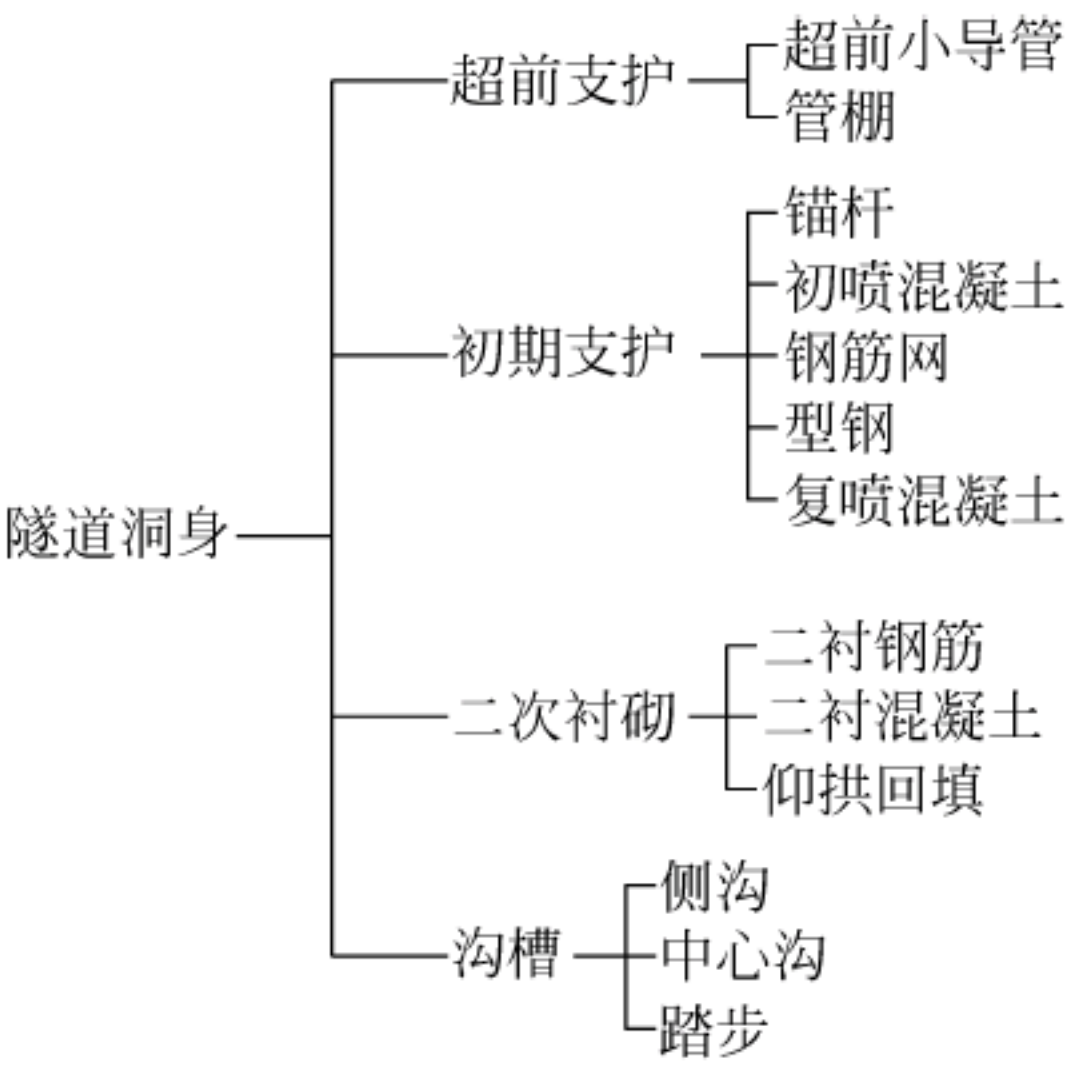 隧道洞身
超前支护
超前小导管
管棚
初期支护
锚杆
初喷混凝土
钢筋网
型钢
复喷混凝土
二次衬砌
二衬钢筋
二衬混凝土
仰拱回填
沟槽
侧沟
中心沟
踏步